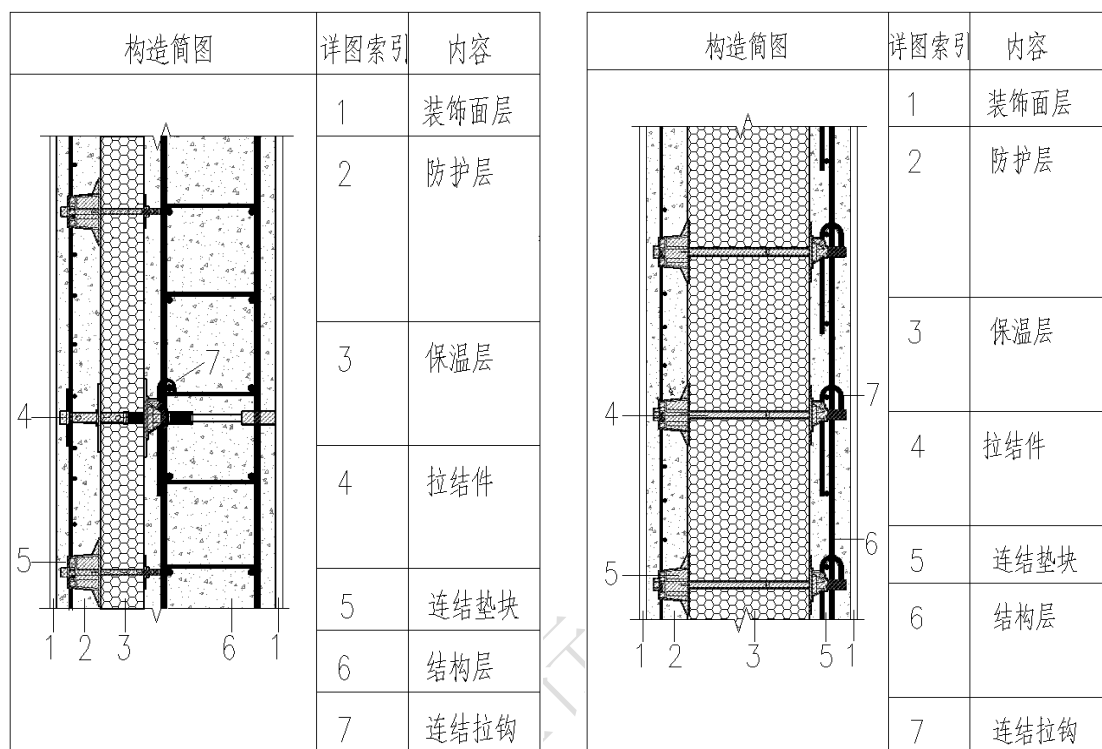 构造简图 详图索引 内容
1 装饰面层
2 防护层
3 保温层
4 拉结件
5 连结垫块
6 结构层
7 连结拉钩
7
4
5
1 2 3 6 1
构造简图 详图索引 内容
1 装饰面层
2 防护层
3 保温层
4 拉结件
5 连结垫块
6 结构层
7 连结拉钩
7
4
6
5
1 2 3 5 1